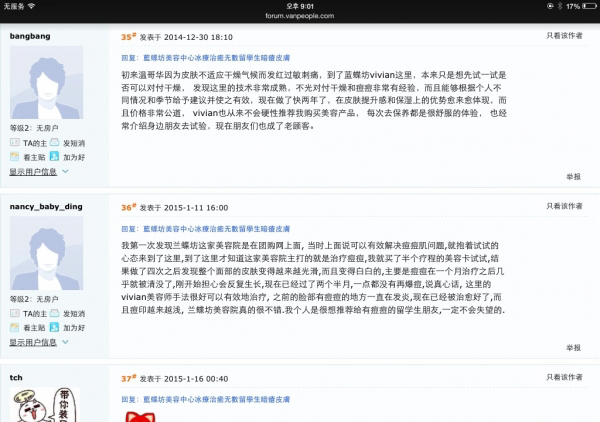 无服务
오후 9:01
17%
forum.vanpeople.com
bangbang
35# 发表于 2014-12-30 18:10
只看该作者
回复：藍蝶坊美容中心冰療治癒无數留學生暗瘡皮膚
初来温哥华因为皮肤不适应干燥气候而发红过敏刺痛，到了藍蝶坊vivian这里，本来只是想先试一试是
否可以对付干燥， 发现这里的技术非常成熟，不光对付干燥和痘痘非常有经验，而且能够根据个人不
同情况和季节给予建议并使之有效，现在做了快两年了，在皮肤提升感和保湿上的优势愈来愈体现，而
且价格非常公道， vivian也从来不会硬性推荐我购买美容产品， 每次去保养都是很舒服的体验， 也经
常介绍身边朋友去试验，现在朋友们也成了老顾客。
等级2：无房户
TA的主 发短消
看主贴 加为好
显示用户信息
举报
nancy_baby_ding
36# 发表于 2015-1-11 16:00
只看该作者
回复：藍蝶坊美容中心冰療治癒无數留學生暗瘡皮膚
我第一次发现兰蝶坊这家美容院是在团购网上面, 当时上面说可以有效解决痘痘肌问题,就抱着试试的
心态来到了这里,到了这里才知道这家美容院主打的就是治疗痘痘,我就买了半个疗程的美容卡试试,结
果做了四次之后发现整个面部的皮肤变得越来越光滑,而且变得白白的,主要是痘痘在一个月治疗之后几
乎就被清没了,刚开始担心会反复生长,现在已经过了两个半月,一点都没有再爆痘,说真心话, 这里的
vivian美容师手法很好可以有效地治疗, 之前的脸部有痘痘的地方一直在发炎,现在已经被治愈好了,而
且痘印越来越浅, 兰蝶坊美容院真的很不错.我个人是很想推荐给有痘痘的留学生朋友,一定不会失望的.
等级2：无房户
TA的主 发短消
看主贴 加为好
显示用户信息
举报
tch
37# 发表于 2015-1-16 00:40
只看该作者
回复：藍蝶坊美容中心冰療治癒无數留學生暗瘡皮膚
带你装